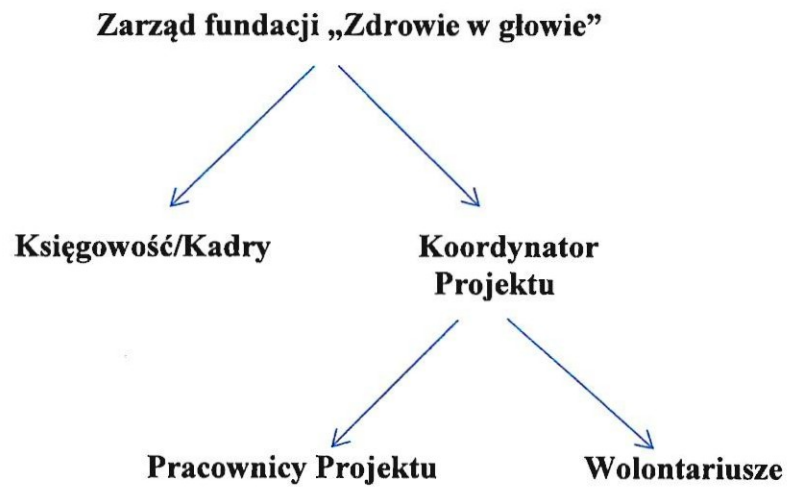 Zarząd fundacji „Zdrowie w głowie”
Księgowość/Kadry
Koordynator
Projektu
Pracownicy Projektu
Wolontariusze